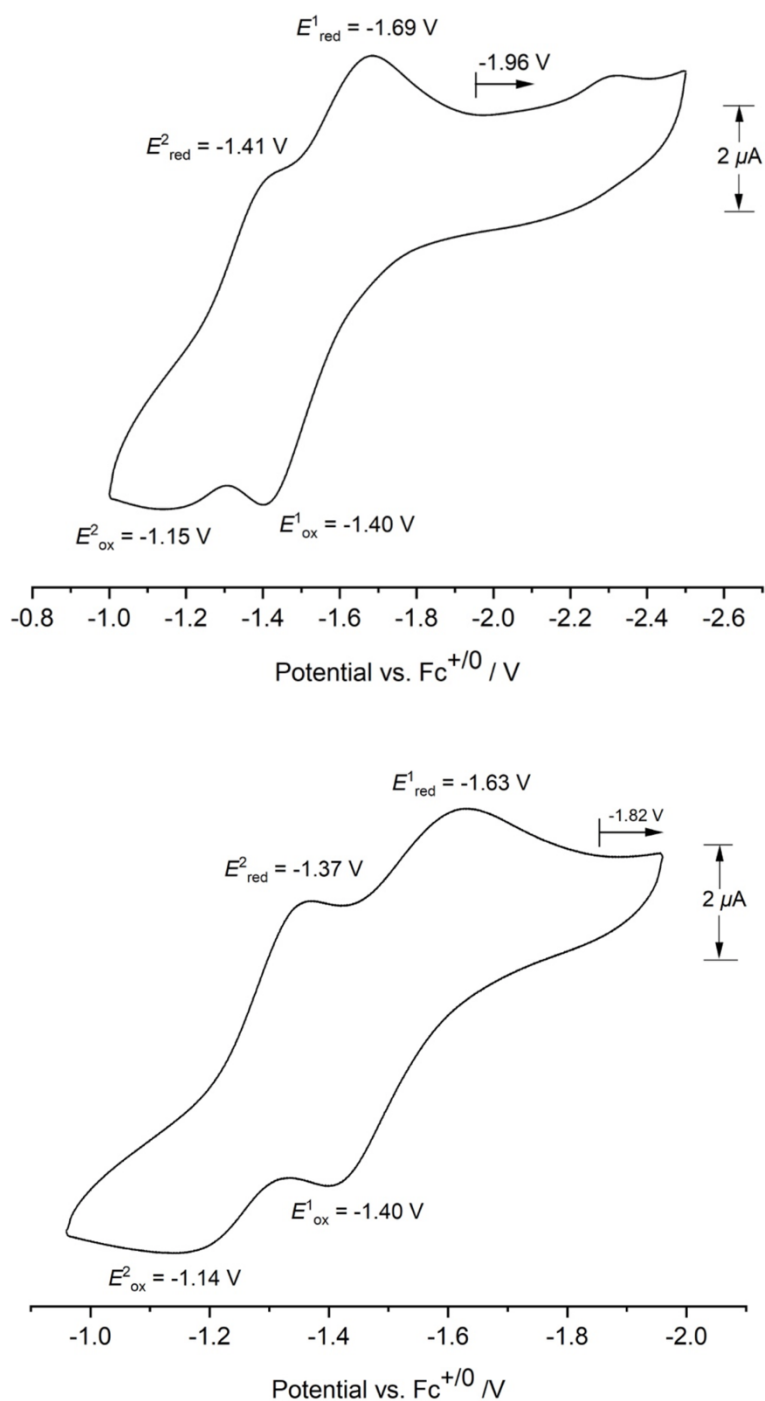 E¹red = -1.69 V
-1.96 V
E²red = -1.41 V
2 µA
E²ox = -1.15 V
E¹ox = -1.40 V
-0.8 -1.0 -1.2 -1.4 -1.6 -1.8 -2.0 -2.2 -2.4 -2.6
Potential vs. Fc⁺/⁰ / V
E¹red = -1.63 V
-1.82 V
E²red = -1.37 V
2 µA
E¹ox = -1.40 V
E²ox = -1.14 V
-1.0 -1.2 -1.4 -1.6 -1.8 -2.0
Potential vs. Fc⁺/⁰ /V